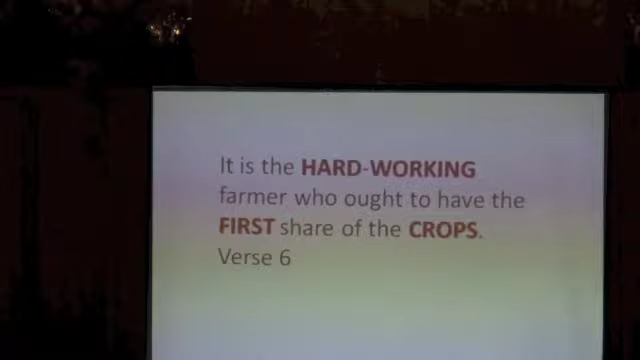 It is the HARD-WORKING
farmer who ought to have the
FIRST share of the CROPS.
Verse 6